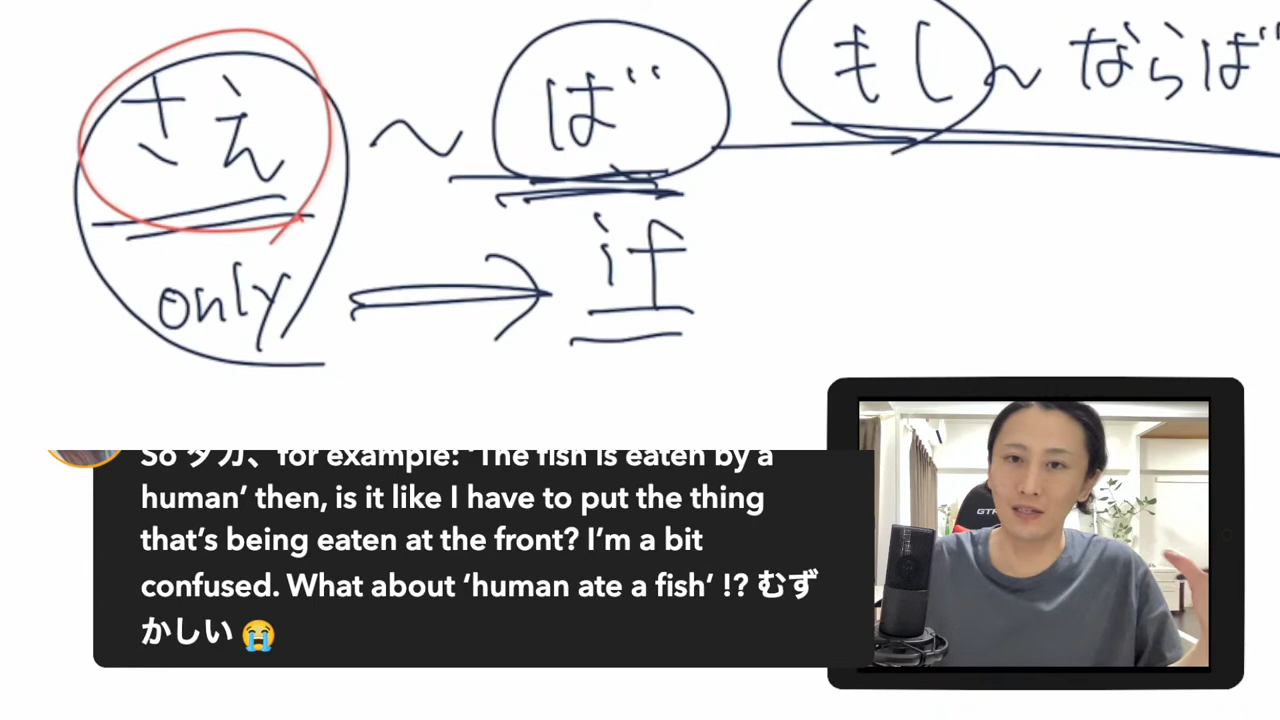 さえ ~ ば もし~ならば
only ⇒ if
So タカ、for example: ‘The fish is eaten by a
human’ then, is it like I have to put the thing
that’s being eaten at the front? I’m a bit
confused. What about ‘human ate a fish’ !? むず
かしい 😭